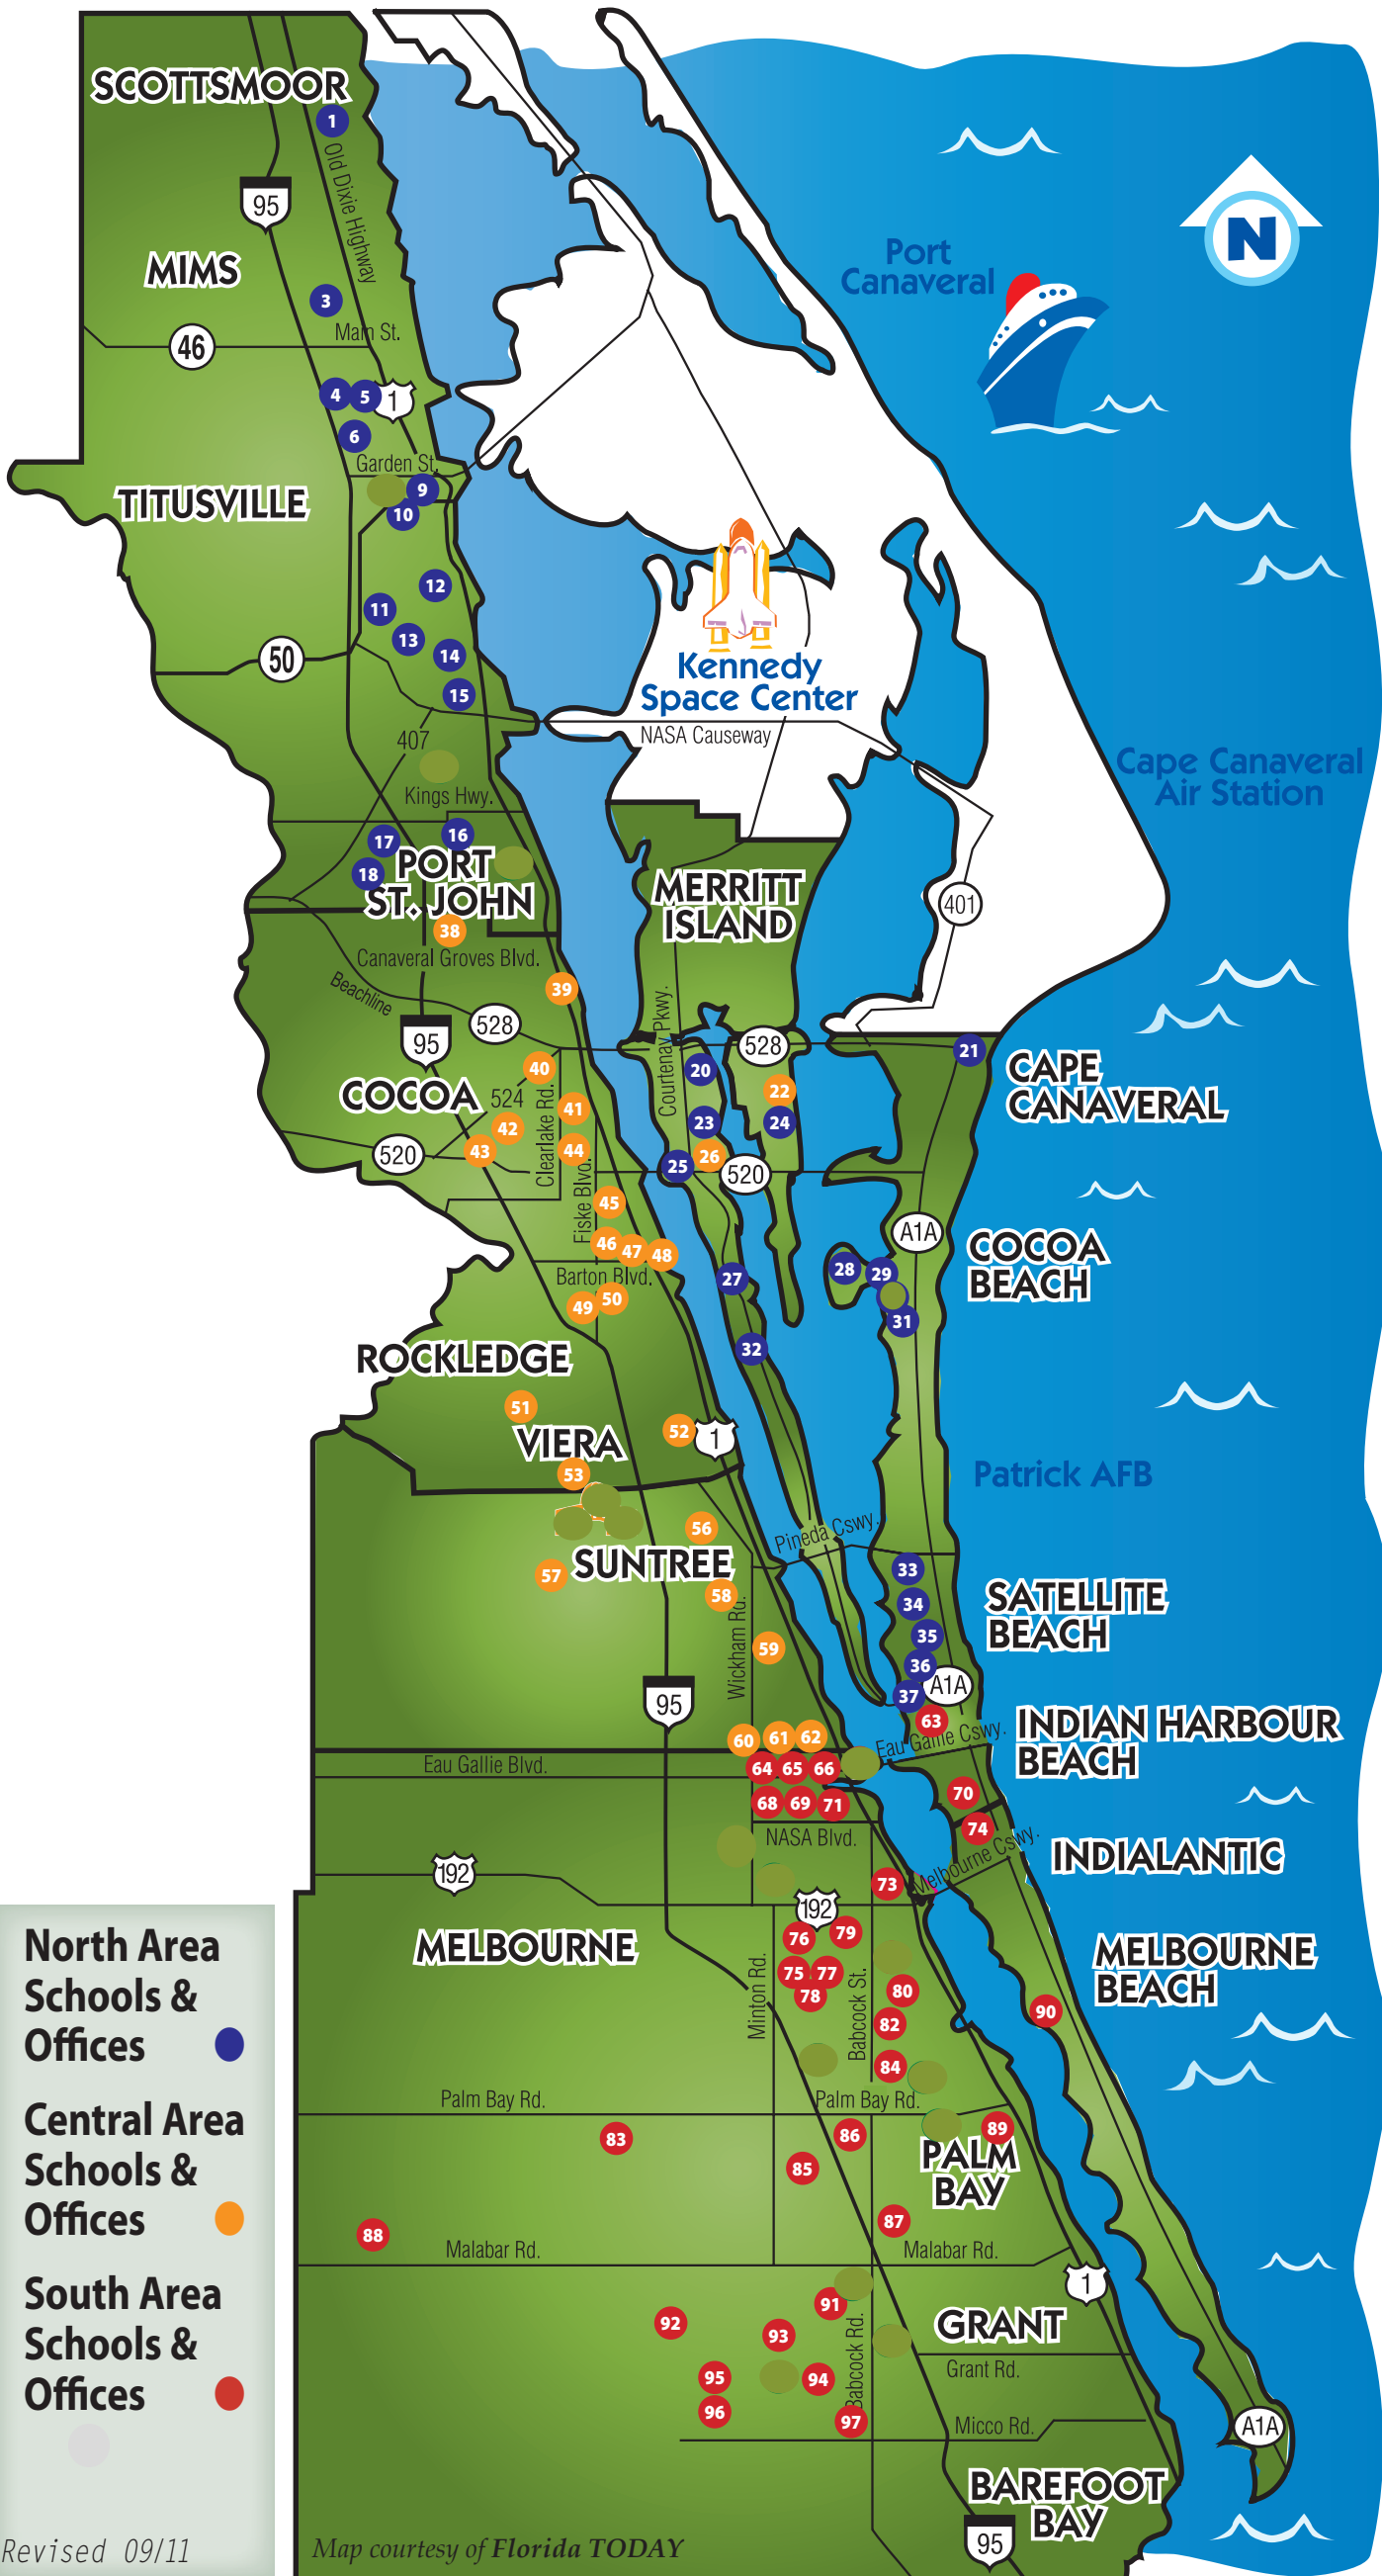 SCOTTSMOOR
1
Old Dixie Highway
95
MIMS
3
Main St.
46
4
5
1
6
Garden St.
TITUSVILLE
9
10
12
11
13
14
50
15
407
Kings Hwy.
17
16
18
PORT
ST. JOHN
38
Canaveral Groves Blvd.
Beachline
39
528
95
40
COCOA
524
Clearlake Rd.
41
42
43
44
520
Fiske Blvd.
45
46
47
48
Barton Blvd.
49
50
ROCKLEDGE
51
52
1
VIERA
53
56
57
SUNTREE
58
Wickham Rd.
59
95
60
61
62
Port
Canaveral
N
Kennedy
Space Center
NASA Causeway
Cape Canaveral
Air Station
MERRITT
ISLAND
401
Courtenay Pkwy.
528
20
21
22
23
24
25
26
520
CAPE
CANAVERAL
A1A
COCOA
BEACH
27
28
29
31
32
Patrick AFB
Pineda Cswy.
33
34
35
36
37
A1A
SATELLITE
BEACH
63
Eau Gallie Cswy.
INDIAN HARBOUR
BEACH
Eau Gallie Blvd.
64
65
66
68
69
71
70
74
NASA Blvd.
Melbourne Cswy.
INDIALANTIC
192
73
192
MELBOURNE
76
79
75
77
78
Minton Rd.
Babcock St.
80
82
84
MELBOURNE
BEACH
90
Palm Bay Rd.
Palm Bay Rd.
83
86
89
85
PALM
BAY
88
87
Malabar Rd.
Malabar Rd.
1
91
92
93
GRANT
Babcock Rd.
Grant Rd.
95
94
96
97
Micco Rd.
A1A
BAREFOOT
BAY
95
North Area
Schools &
Offices
Central Area
Schools &
Offices
South Area
Schools &
Offices
Revised 09/11
Map courtesy of Florida TODAY